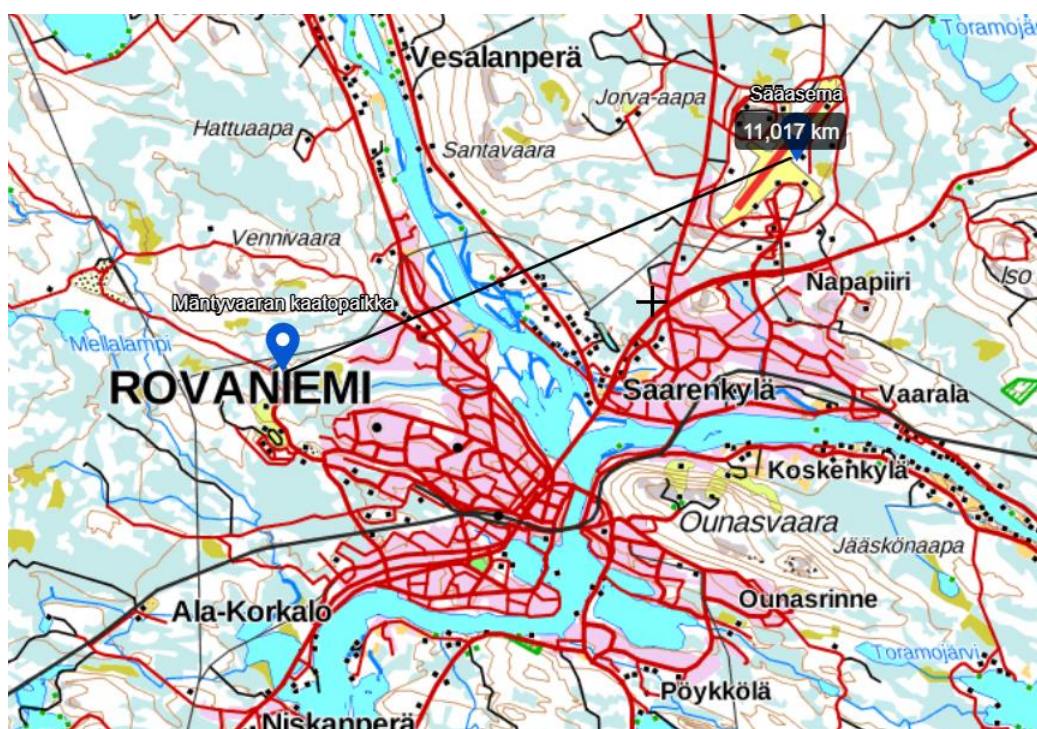 Vesalanperä
Toramojär
Sääasema
Jorva-aapa
11,017 km
Hattuaapa
Santavaara
Vennivaara
Iso
Napapiiri
Mäntyvaaran kaatopaikka
Mellalampi
ROVANIEMI
Saarenkylä
Vaarala
Koskenkylä
Ounasvaara
Jääskönaapa
Ala-Korkalo
Ounasrinne
Toramojärvi
Pöykkölä
Niskanperä